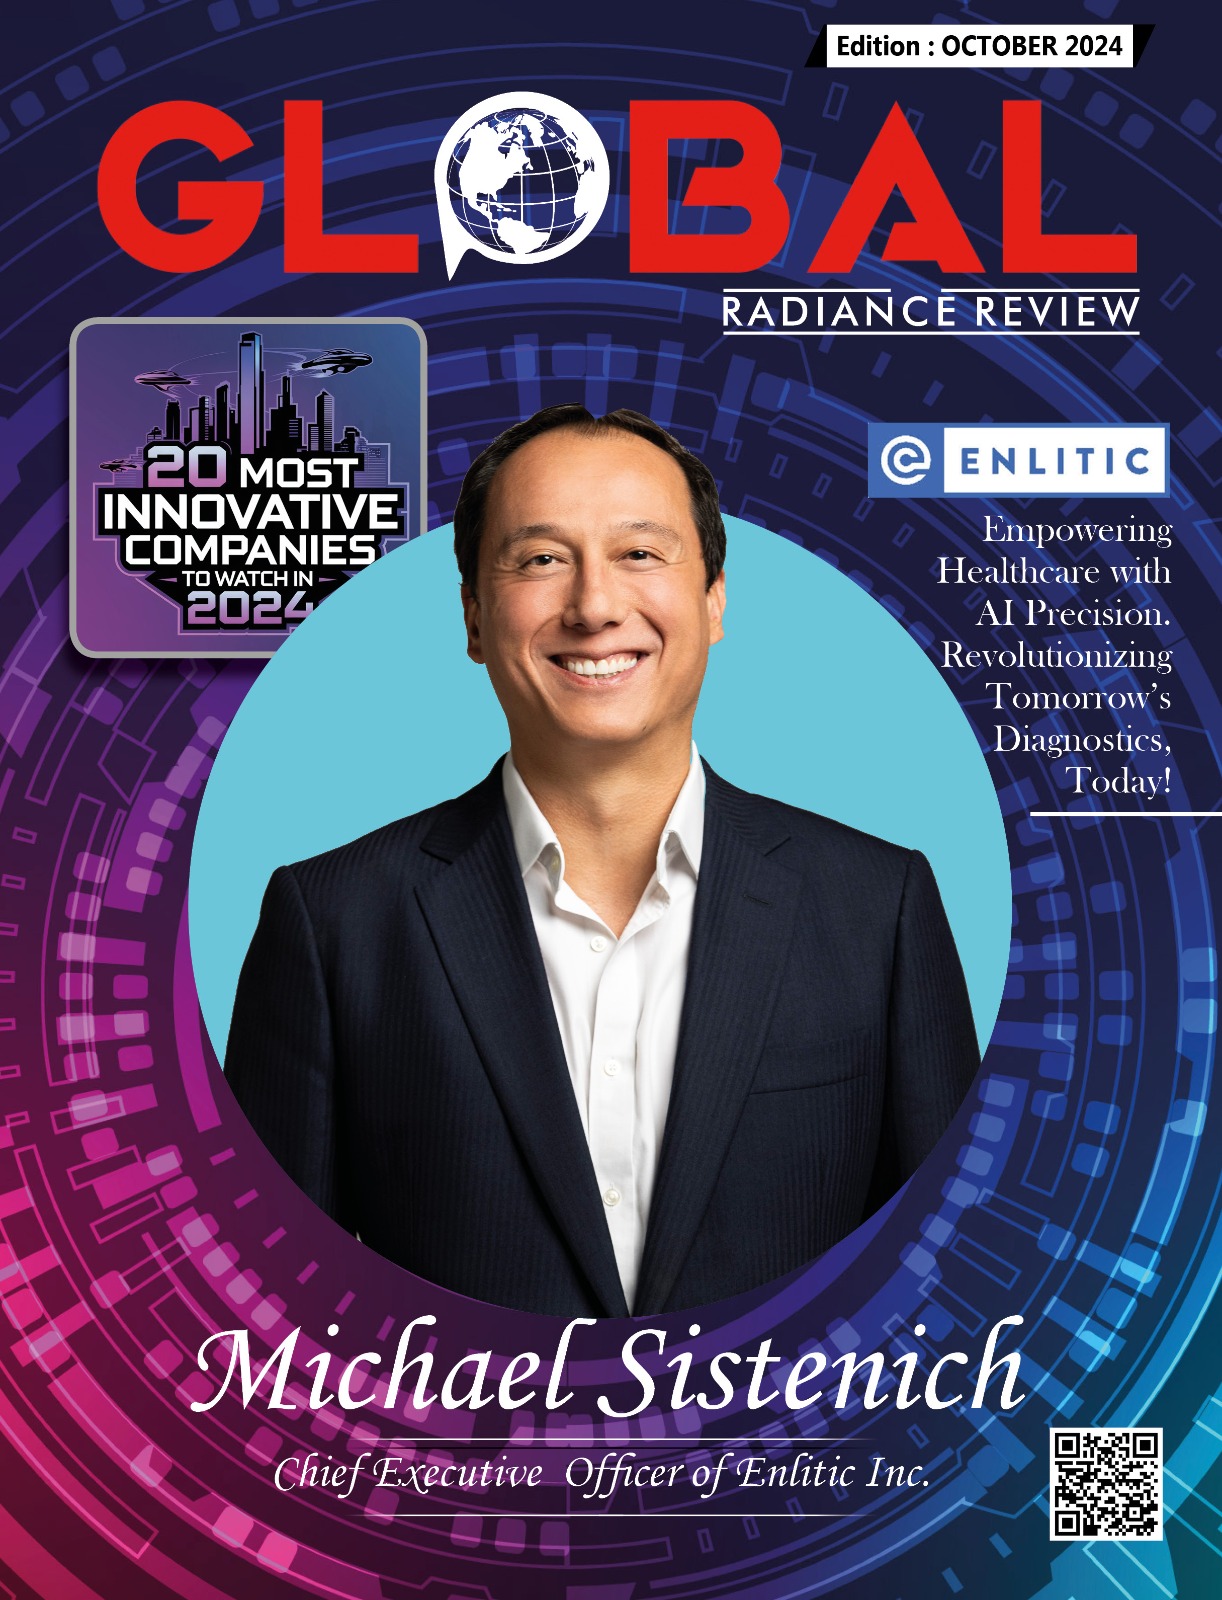 Edition : OCTOBER 2024
GLOBAL
RADIANCE REVIEW
20 MOST
INNOVATIVE
COMPANIES
TO WATCH IN
2024
ENLITIC
Empowering
Healthcare with
AI Precision.
Revolutionizing
Tomorrow's
Diagnostics,
Today!
Michael Sistenich
Chief Executive Officer of Enlitic Inc.